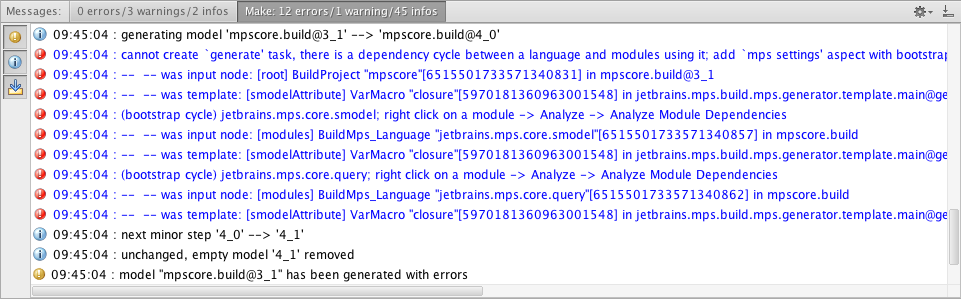 Messages: 0 errors/3 warnings/2 infos Make: 12 errors/1 warning/45 infos
09:45:04 : generating model 'mpscore.build@3_1' --> 'mpscore.build@4_0'
09:45:04 : cannot create `generate' task, there is a dependency cycle between a language and modules using it; add `mps settings' aspect with bootstrap
09:45:04 : -- -- was input node: [root] BuildProject "mpscore"[6515501733571340831] in mpscore.build@3_1
09:45:04 : -- -- was template: [smodelAttribute] VarMacro "closure"[5970181360963001548] in jetbrains.mps.build.mps.generator.template.main@ge
09:45:04 : (bootstrap cycle) jetbrains.mps.core.smodel; right click on a module -> Analyze -> Analyze Module Dependencies
09:45:04 : -- -- was input node: [modules] BuildMps_Language "jetbrains.mps.core.smodel"[6515501733571340857] in mpscore.build
09:45:04 : -- -- was template: [smodelAttribute] VarMacro "closure"[5970181360963001548] in jetbrains.mps.build.mps.generator.template.main@ge
09:45:04 : (bootstrap cycle) jetbrains.mps.core.query; right click on a module -> Analyze -> Analyze Module Dependencies
09:45:04 : -- -- was input node: [modules] BuildMps_Language "jetbrains.mps.core.query"[6515501733571340862] in mpscore.build
09:45:04 : -- -- was template: [smodelAttribute] VarMacro "closure"[5970181360963001548] in jetbrains.mps.build.mps.generator.template.main@ge
09:45:04 : next minor step '4_0' --> '4_1'
09:45:04 : unchanged, empty model '4_1' removed
09:45:04 : model "mpscore.build@3_1" has been generated with errors